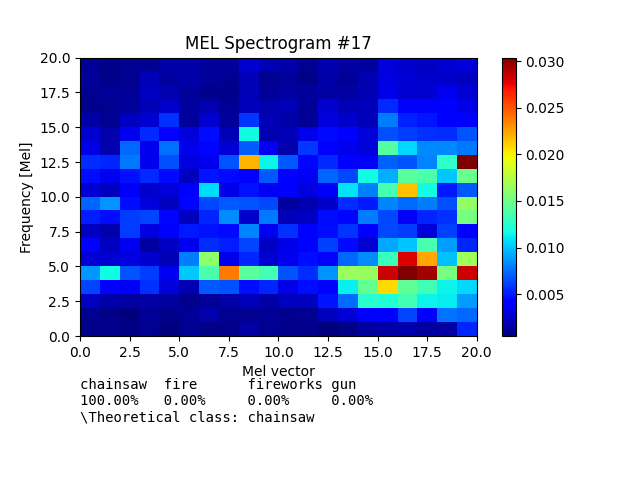 MEL Spectrogram #17
20.0
17.5
15.0
12.5
10.0
7.5
5.0
2.5
0.0
Frequency [Mel]
0.0 2.5 5.0 7.5 10.0 12.5 15.0 17.5 20.0
Mel vector
0.030
0.025
0.020
0.015
0.010
0.005
chainsaw fire fireworks gun
100.00% 0.00% 0.00% 0.00%
\Theoretical class: chainsaw